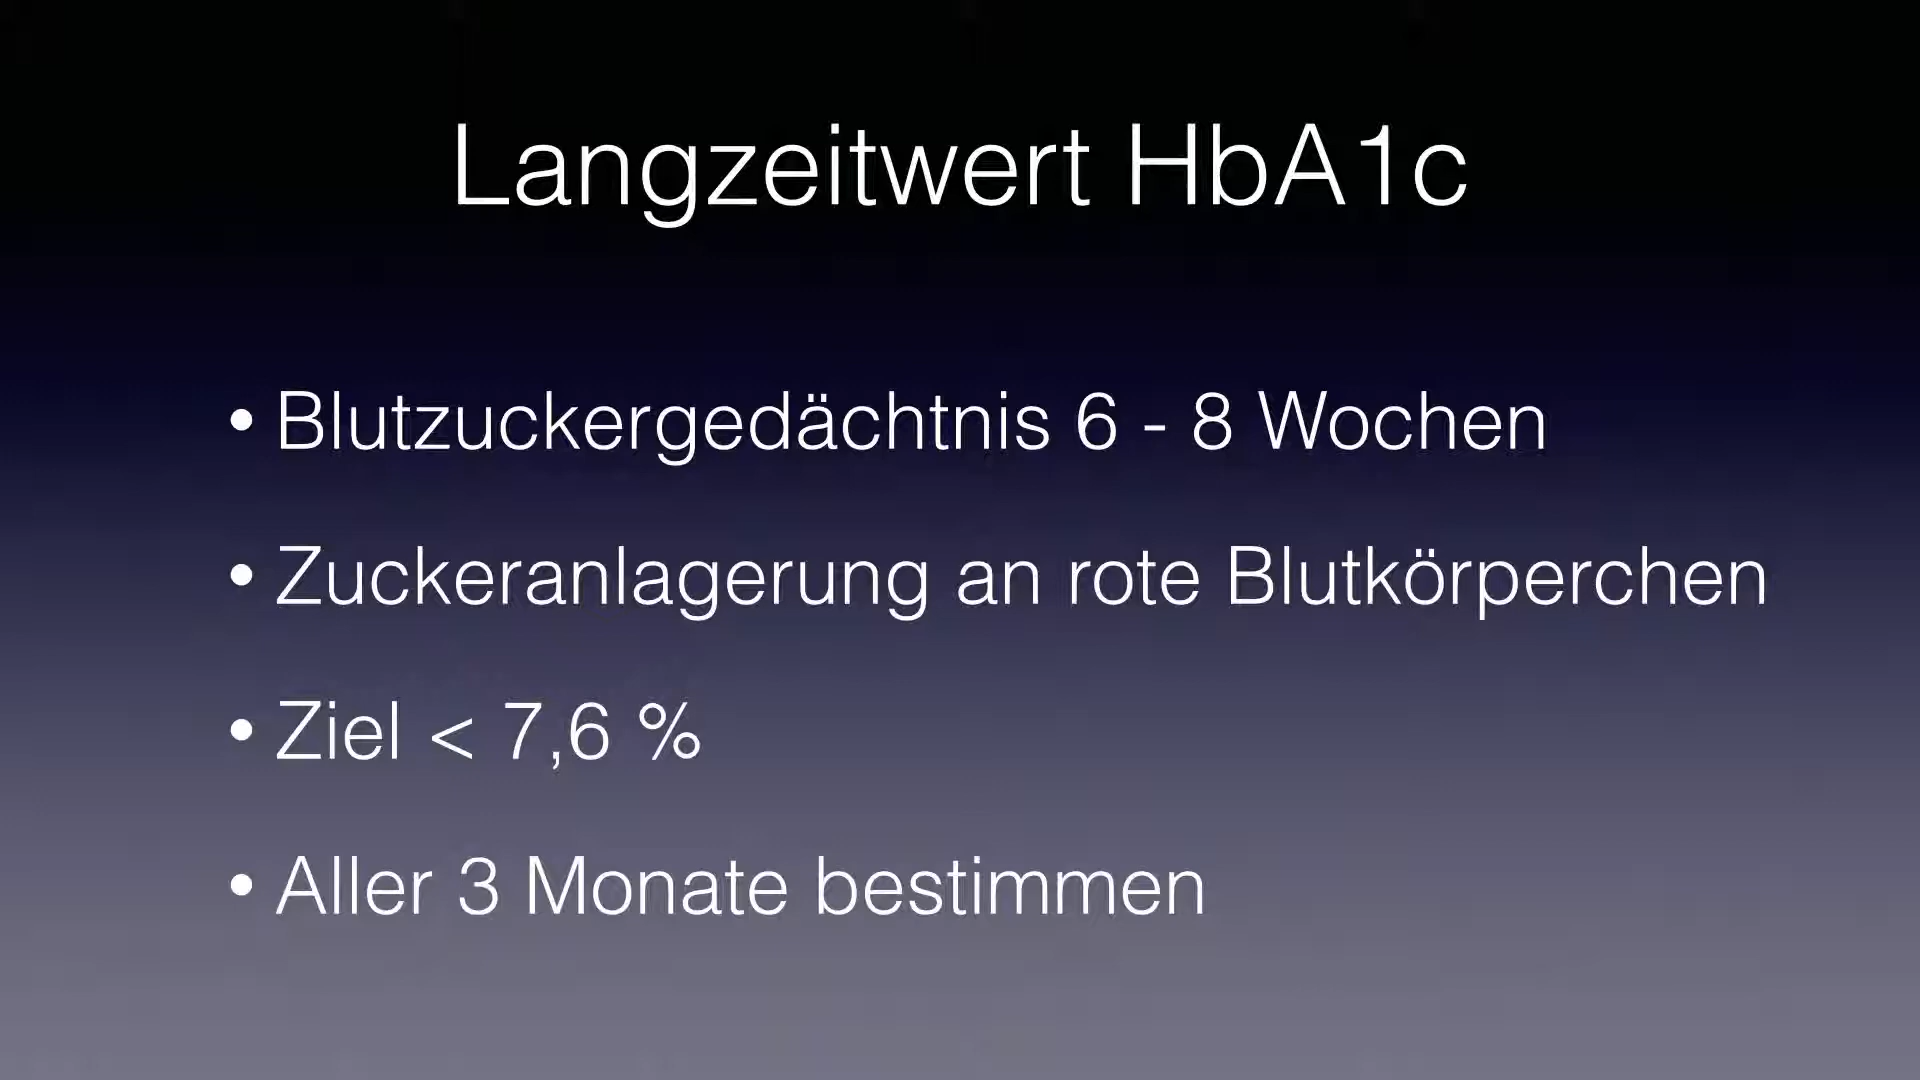 Langzeitwert HbA1c
• Blutzuckergedächtnis 6 - 8 Wochen
• Zuckeranlagerung an rote Blutkörperchen
• Ziel < 7,6 %
• Aller 3 Monate bestimmen